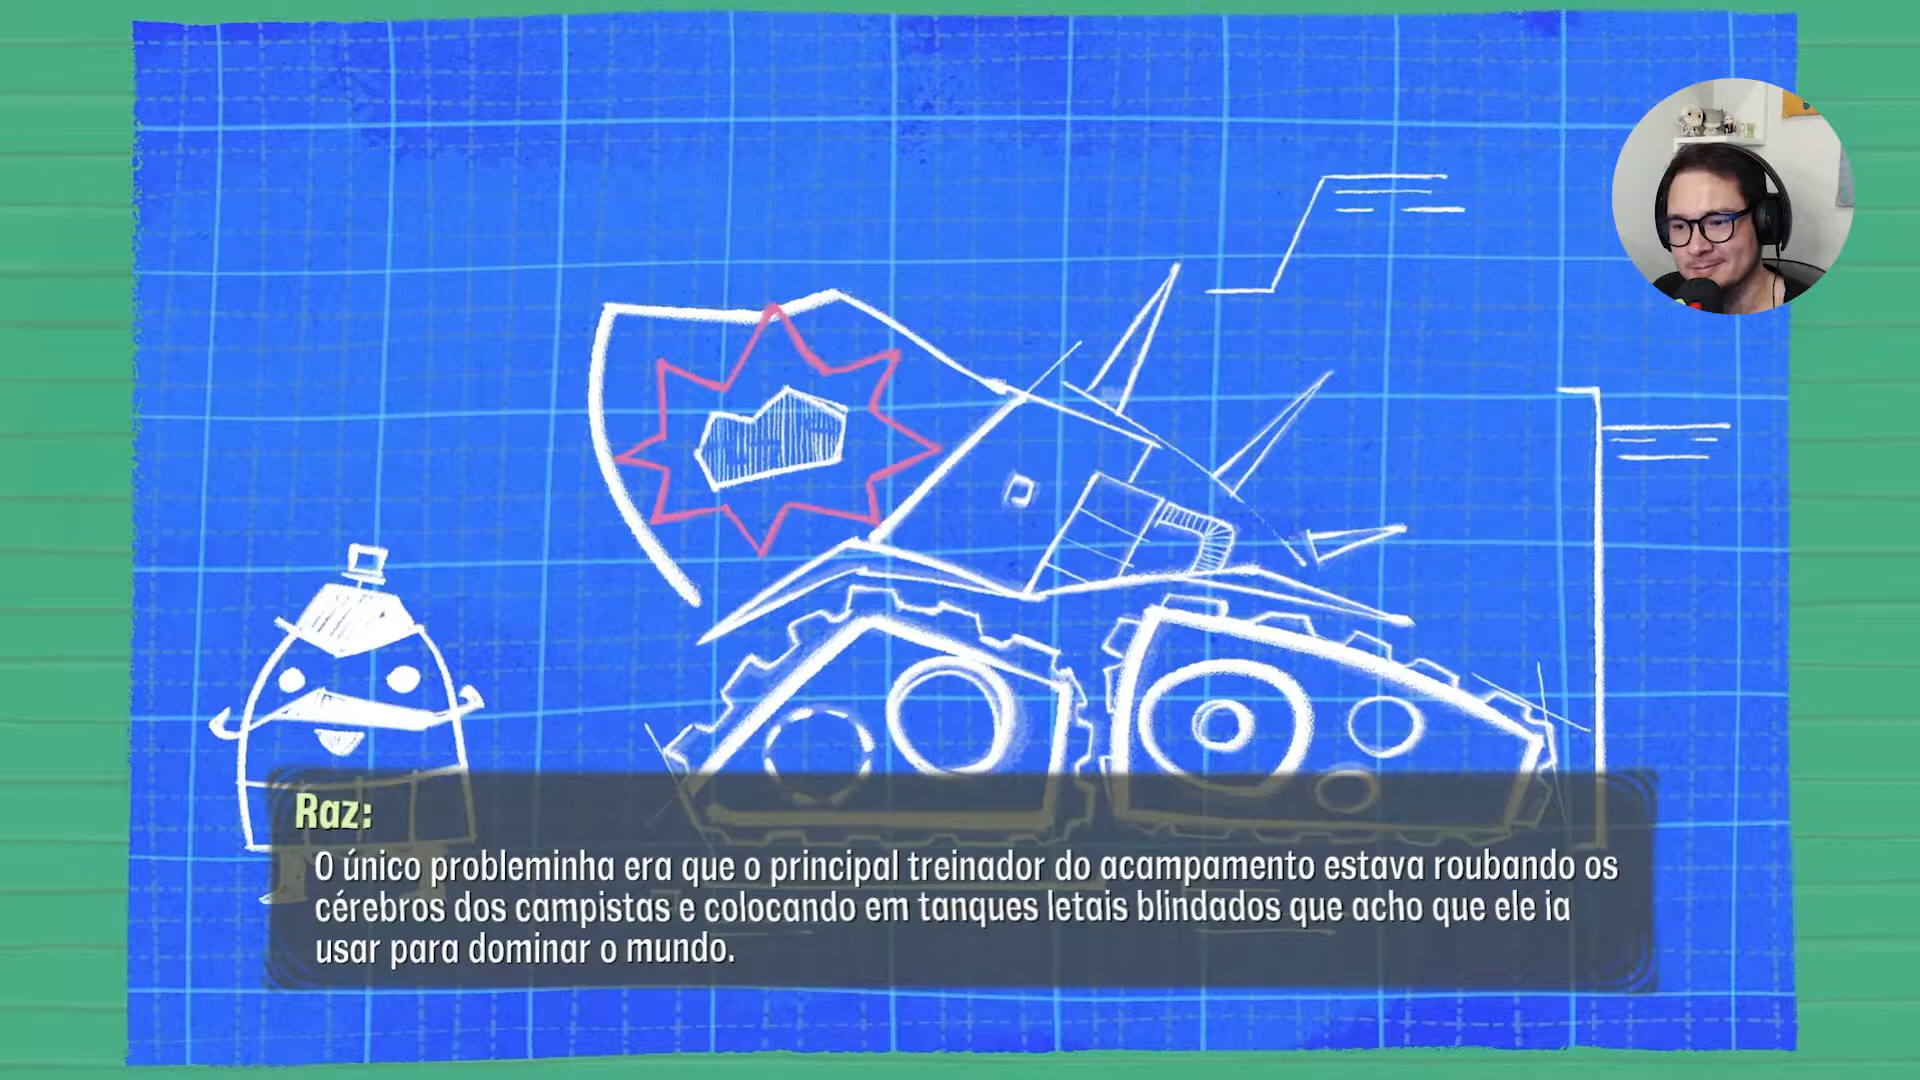 Raz:
O único probleminha era que o principal treinador do acampamento estava roubando os
cérebros dos campistas e colocando em tanques letais blindados que acho que ele ia
usar para dominar o mundo.